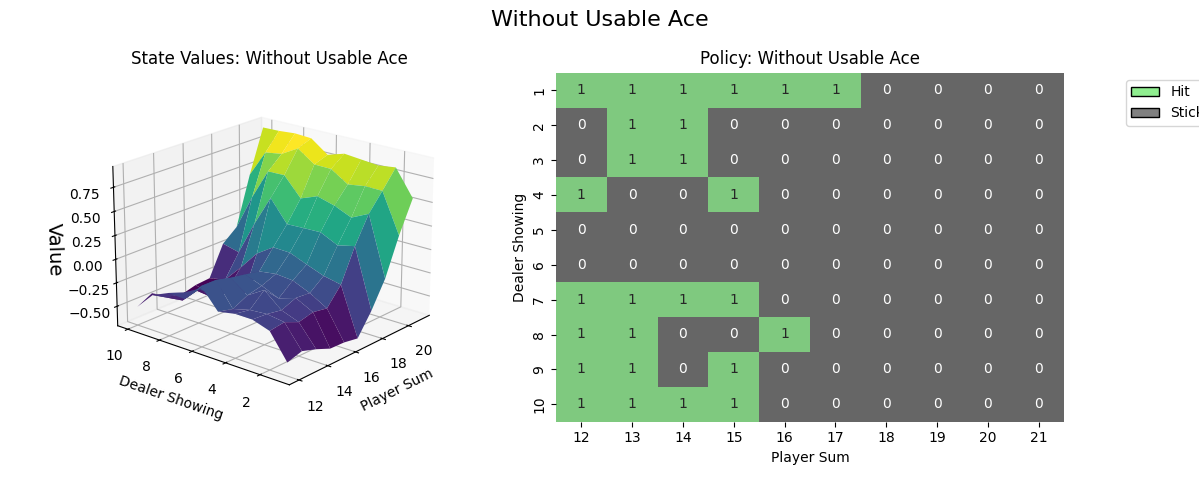 Without Usable Ace
State Values: Without Usable Ace
0.75
0.50
0.25
0.00
−0.25
−0.50
Value
10
8
6
4
2
Dealer Showing
12
14
16
18
20
Player Sum
Policy: Without Usable Ace
Dealer Showing
1 1 1 1 1 1 1 0 0 0 0
2 0 1 1 0 0 0 0 0 0 0
3 0 1 1 0 0 0 0 0 0 0
4 1 0 0 1 0 0 0 0 0 0
5 0 0 0 0 0 0 0 0 0 0
6 0 0 0 0 0 0 0 0 0 0
7 1 1 1 1 0 0 0 0 0 0
8 1 1 0 0 1 0 0 0 0 0
9 1 1 0 1 0 0 0 0 0 0
10 1 1 1 1 0 0 0 0 0 0
12 13 14 15 16 17 18 19 20 21
Player Sum
Hit
Stick